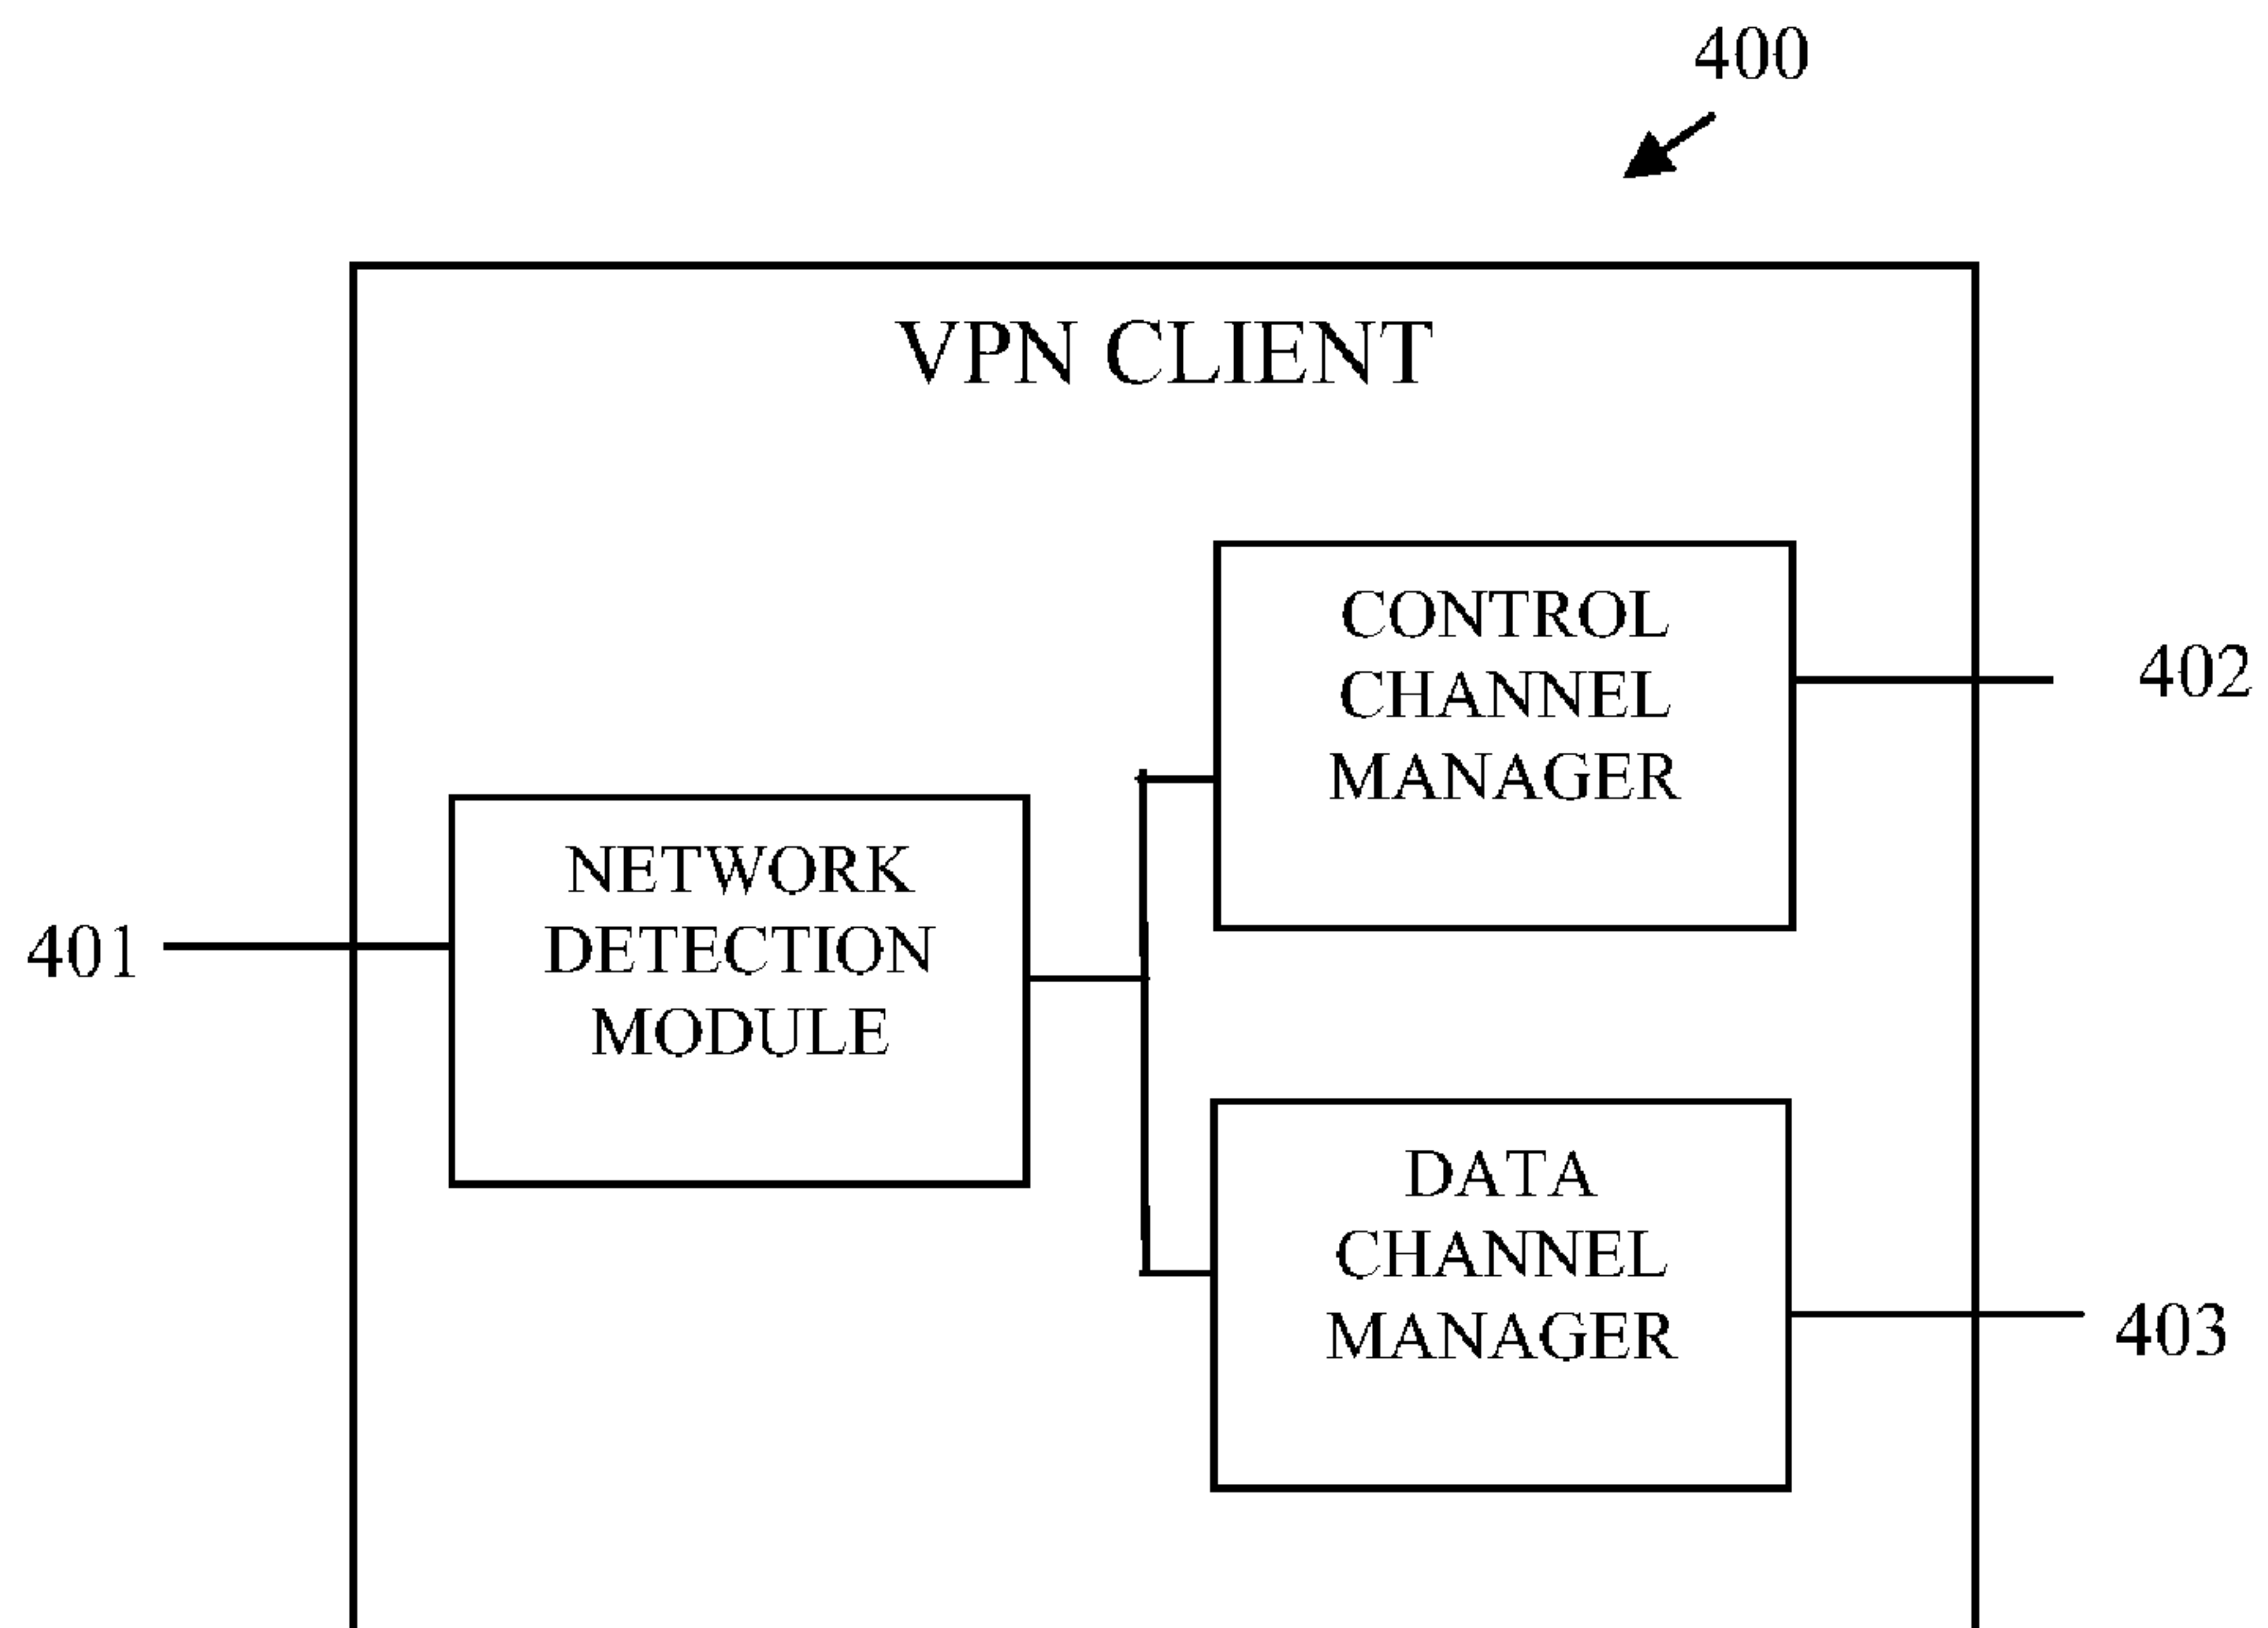 400
VPN CLIENT
CONTROL
CHANNEL
MANAGER
402
NETWORK
DETECTION
MODULE
401
DATA
CHANNEL
MANAGER
403